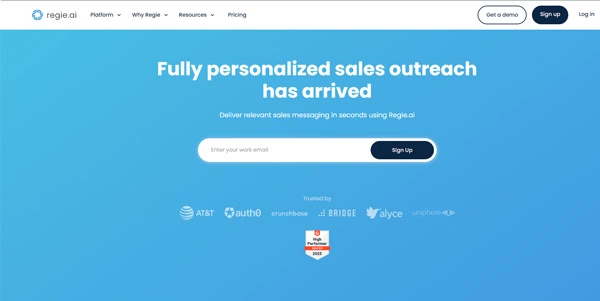 regie.ai
Platform
Why Regie
Resources
Pricing
Get a demo
Sign up
Log in
Fully personalized sales outreach
has arrived
Deliver relevant sales messaging in seconds using Regie.ai
Enter your work email
Sign Up
Trusted by
AT&T
auth0
crunchbase
BRIDGE
alyce
uniphore
High
Performer
2023